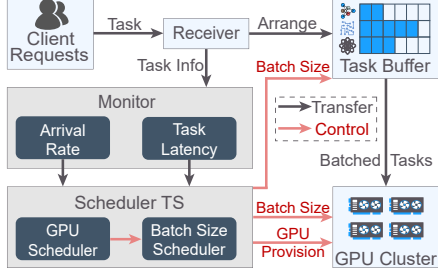 Client
Requests
Task
Receiver
Arrange
Task Buffer
Task Info
Batch Size
Monitor
Arrival
Rate
Task
Latency
Transfer
Control
Batched Tasks
Scheduler TS
GPU
Scheduler
Batch Size
Scheduler
Batch Size
GPU
Provision
GPU Cluster